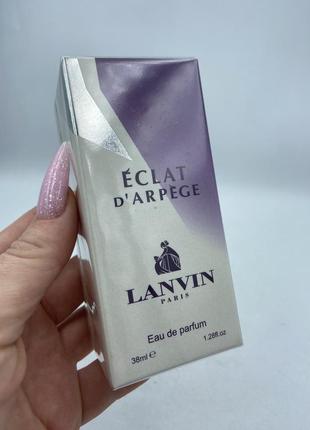 ÉCLAT
D'ARPÈGE
LANVIN
PARIS
Eau de parfum
38ml e 1.28fl.oz